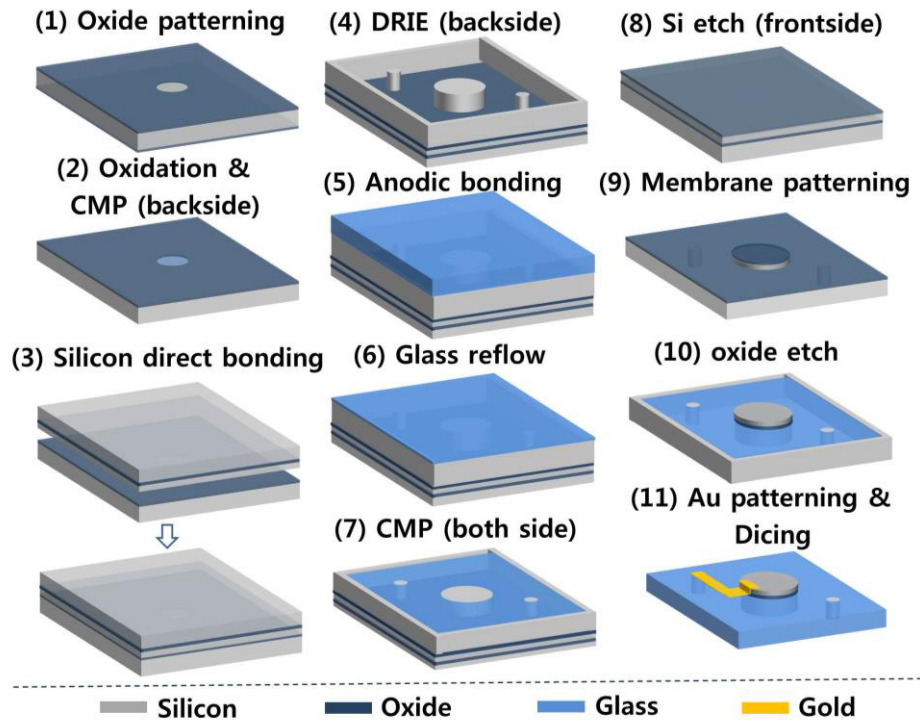 (1) Oxide patterning
(2) Oxidation &
CMP (backside)
(3) Silicon direct bonding
(4) DRIE (backside)
(5) Anodic bonding
(6) Glass reflow
(7) CMP (both side)
(8) Si etch (frontside)
(9) Membrane patterning
(10) oxide etch
(11) Au patterning &
Dicing
Silicon
Oxide
Glass
Gold